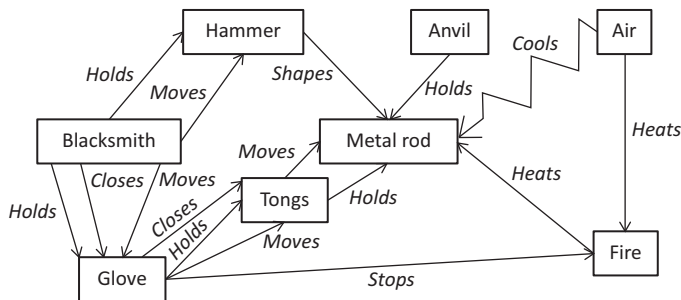 Hammer
Anvil
Air
Cools
Holds
Moves
Shapes
Holds
Blacksmith
Metal rod
Heats
Moves
Closes
Moves
Heats
Tongs
Holds
Holds
Closes
Holds
Moves
Fire
Glove
Stops